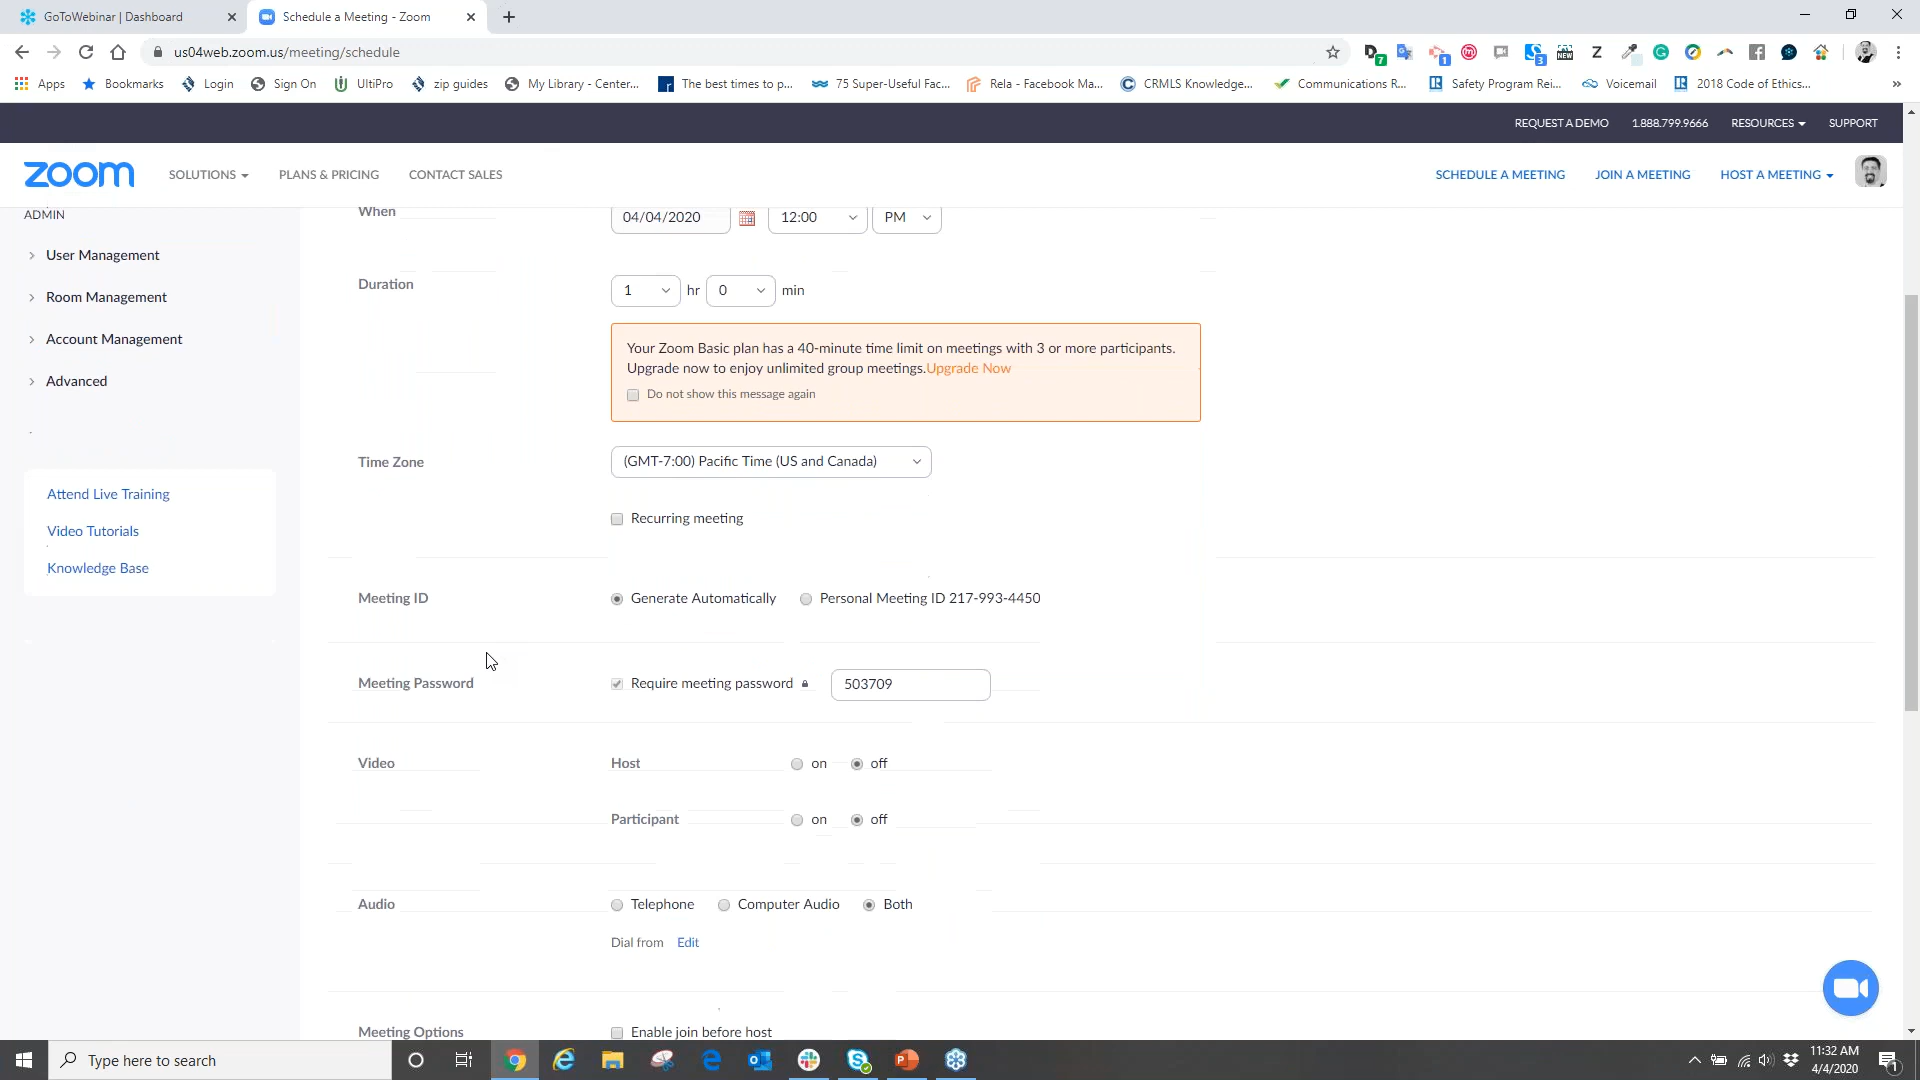 GoToWebinar | Dashboard
Schedule a Meeting - Zoom
us04web.zoom.us/meeting/schedule
7
1
3
NEW
Z
Apps
Bookmarks
Login
Sign On
UltiPro
zip guides
My Library - Center...
The best times to p...
75 Super-Useful Fac...
Rela - Facebook Ma...
CRMLS Knowledge...
Communications R...
Safety Program Rei...
Voicemail
2018 Code of Ethics...
REQUEST A DEMO
1.888.799.9666
RESOURCES
SUPPORT
zoom
SOLUTIONS
PLANS & PRICING
CONTACT SALES
SCHEDULE A MEETING
JOIN A MEETING
HOST A MEETING
ADMIN
User Management
Room Management
Account Management
Advanced
Attend Live Training
Video Tutorials
Knowledge Base
When
04/04/2020
12:00
PM
Duration
1
hr
0
min
Your Zoom Basic plan has a 40-minute time limit on meetings with 3 or more participants.
Upgrade now to enjoy unlimited group meetings.Upgrade Now
Do not show this message again
Time Zone
(GMT-7:00) Pacific Time (US and Canada)
Recurring meeting
Meeting ID
Generate Automatically
Personal Meeting ID 217-993-4450
Meeting Password
Require meeting password
503709
Video
Host
on
off
Participant
on
off
Audio
Telephone
Computer Audio
Both
Dial from
Edit
Meeting Options
Enable join before host
Type here to search
11:32 AM
4/4/2020
1